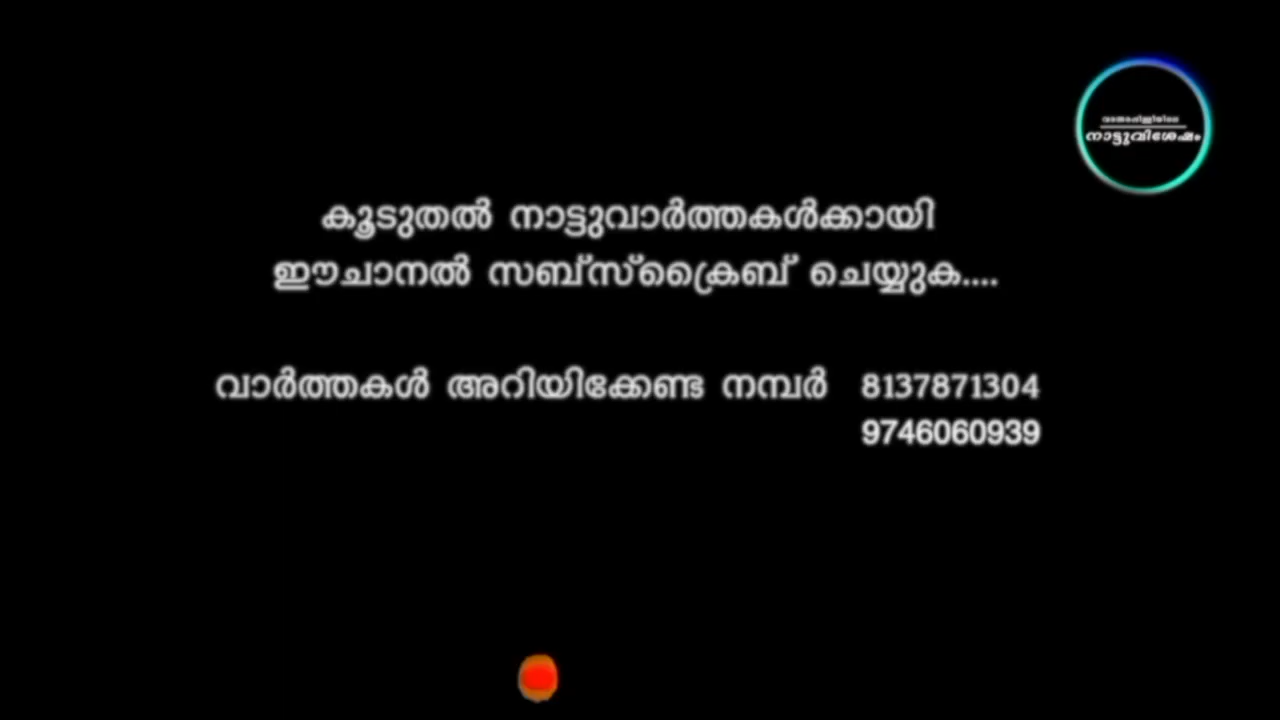 നാട്ടുവിശേഷം
കൂടുതൽ നാട്ടുവാർത്തകൾക്കായി
ഈചാനൽ സബ്സ്ക്രൈബ് ചെയ്യുക....
വാർത്തകൾ അറിയിക്കേണ്ട നമ്പർ 8137871304
9746060939